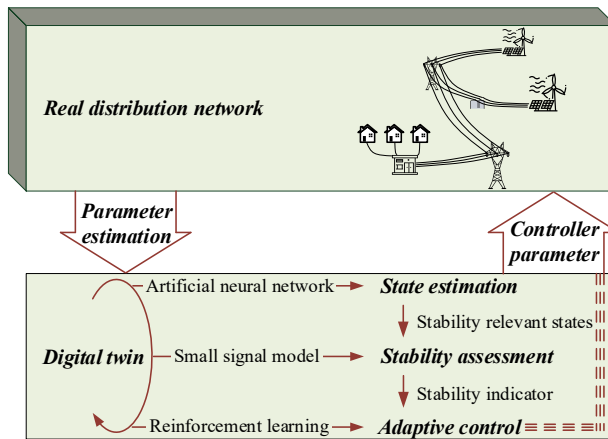 Real distribution network
Parameter
estimation
Controller
parameter
Artificial neural network
State estimation
Stability relevant states
Digital twin
Small signal model
Stability assessment
Stability indicator
Reinforcement learning
Adaptive control